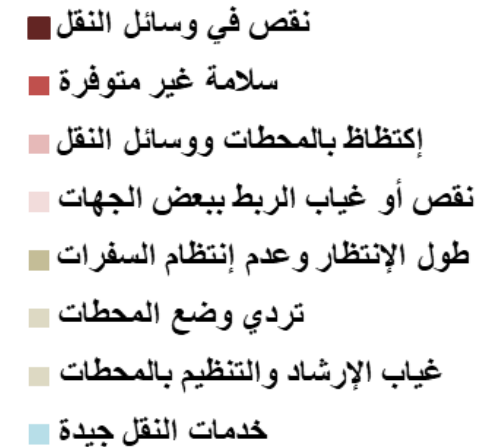 نقص في وسائل النقل
سلامة غير متوفرة
إكتظاظ بالمحطات ووسائل النقل
نقص أو غياب الربط ببعض الجهات
طول الإنتظار وعدم إنتظام السفرات
تردي وضع المحطات
غياب الإرشاد والتنظيم بالمحطات
خدمات النقل جيدة